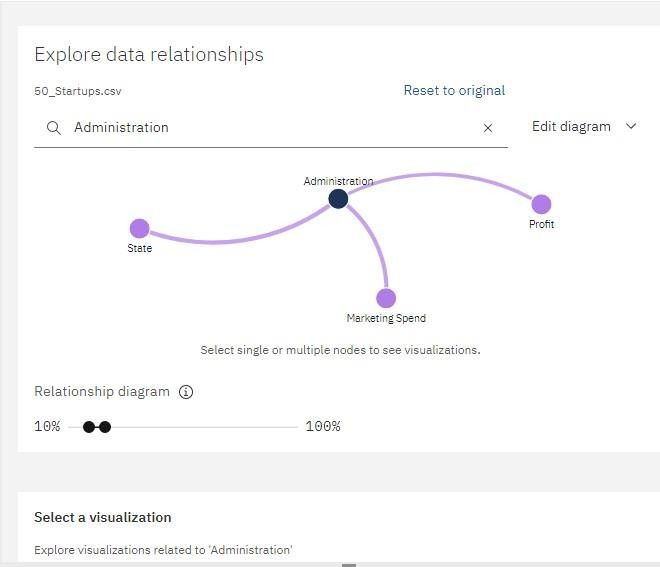 Explore data relationships
50_Startups.csv
Reset to original
Administration
Edit diagram
Administration
Profit
State
Marketing Spend
Select single or multiple nodes to see visualizations.
Relationship diagram
10%
100%
Select a visualization
Explore visualizations related to 'Administration'